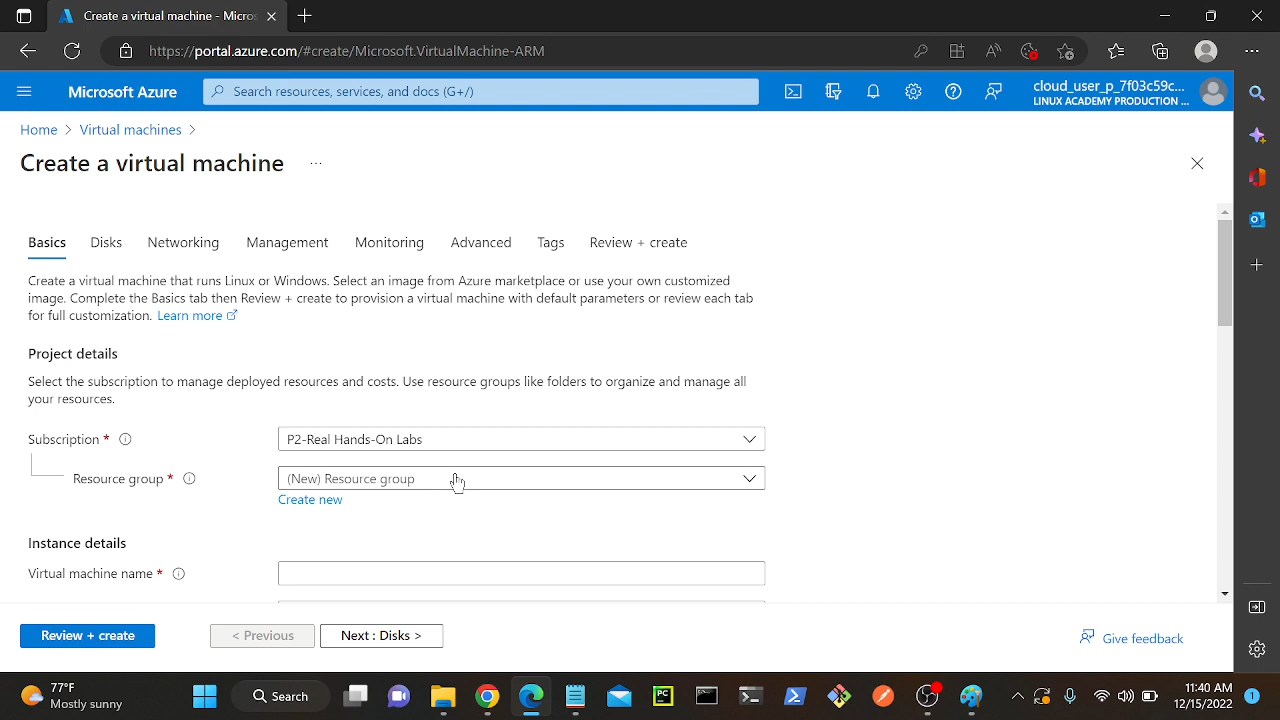 Create a virtual machine - Micros
https://portal.azure.com/#create/Microsoft.VirtualMachine-ARM
Microsoft Azure
Search resources, services, and docs (G+/)
cloud_user_p_7f03c59c...
LINUX ACADEMY PRODUCTION ...
Home > Virtual machines >
Create a virtual machine ...
Basics Disks Networking Management Monitoring Advanced Tags Review + create
Create a virtual machine that runs Linux or Windows. Select an image from Azure marketplace or use your own customized
image. Complete the Basics tab then Review + create to provision a virtual machine with default parameters or review each tab
for full customization. Learn more
Project details
Select the subscription to manage deployed resources and costs. Use resource groups like folders to organize and manage all
your resources.
Subscription *
P2-Real Hands-On Labs
Resource group *
(New) Resource group
Create new
Instance details
Virtual machine name *
Review + create
< Previous
Next : Disks >
Give feedback
77°F
Mostly sunny
Search
PC
11:40 AM
12/15/2022
1